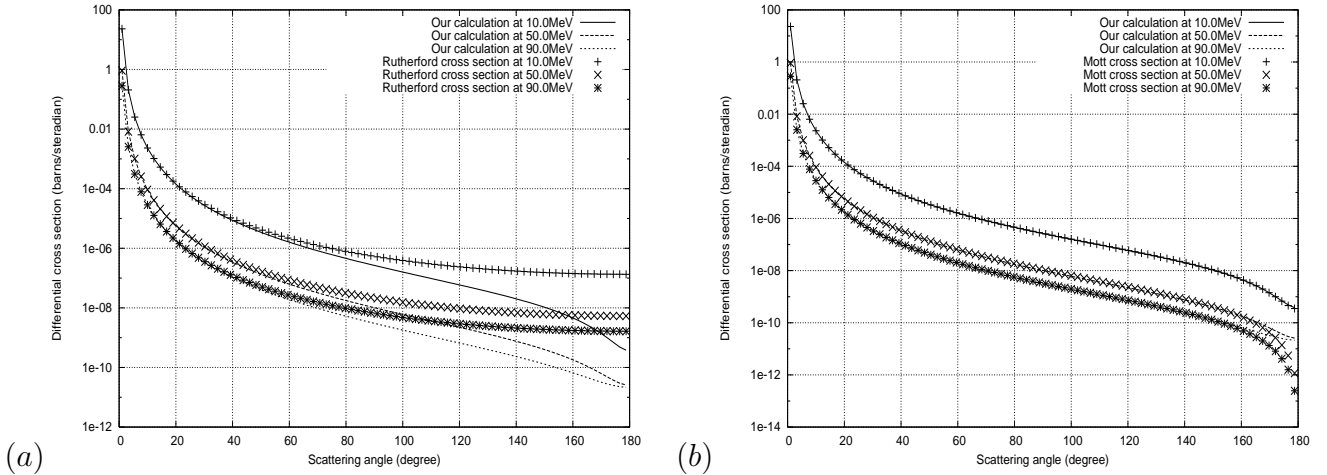 100
1
0.01
1e-04
1e-06
1e-08
1e-10
1e-12
0 20 40 60 80 100 120 140 160 180
Differential cross section (barns/steradian)
Scattering angle (degree)
Our calculation at 10.0MeV
Our calculation at 50.0MeV
Our calculation at 90.0MeV
Rutherford cross section at 10.0MeV
Rutherford cross section at 50.0MeV
Rutherford cross section at 90.0MeV
(a)
100
1
0.01
1e-04
1e-06
1e-08
1e-10
1e-12
1e-14
0 20 40 60 80 100 120 140 160 180
Differential cross section (barns/steradian)
Scattering angle (degree)
Our calculation at 10.0MeV
Our calculation at 50.0MeV
Our calculation at 90.0MeV
Mott cross section at 10.0MeV
Mott cross section at 50.0MeV
Mott cross section at 90.0MeV
(b)